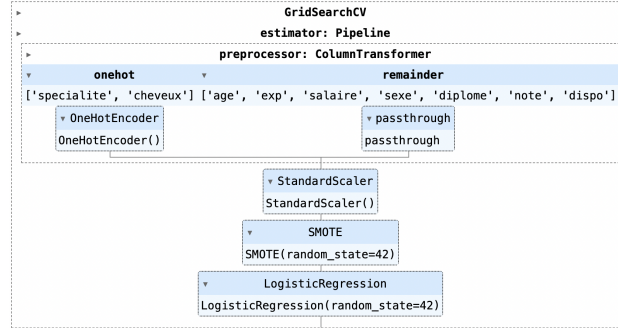 GridSearchCV
estimator: Pipeline
preprocessor: ColumnTransformer
onehot remainder
['specialite', 'cheveux'] ['age', 'exp', 'salaire', 'sexe', 'diplome', 'note', 'dispo']
OneHotEncoder passthrough
OneHotEncoder() passthrough
StandardScaler
StandardScaler()
SMOTE
SMOTE(random_state=42)
LogisticRegression
LogisticRegression(random_state=42)